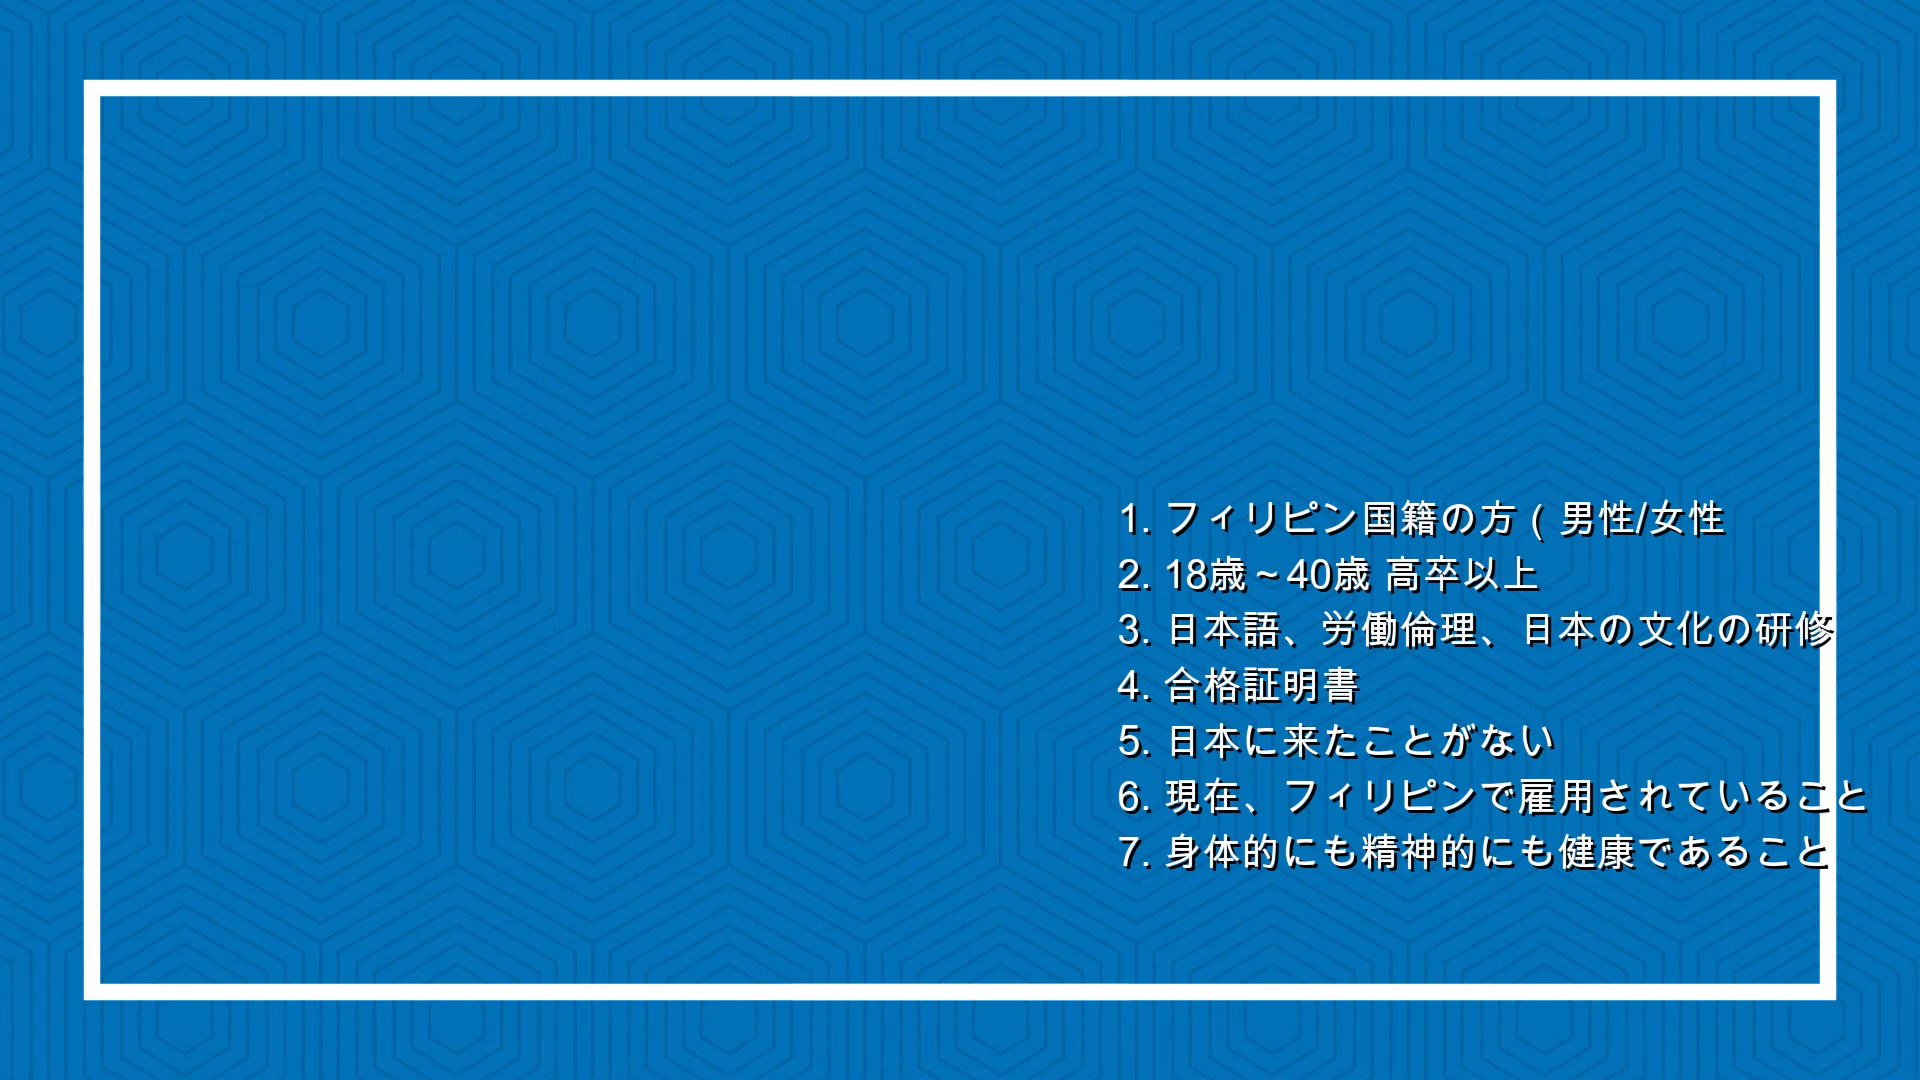 1. フィリピン国籍の方（男性/女性
2. 18歳～40歳 高卒以上
3. 日本語、労働倫理、日本の文化の研修
4. 合格証明書
5. 日本に来たことがない
6. 現在、フィリピンで雇用されていること
7. 身体的にも精神的にも健康であること